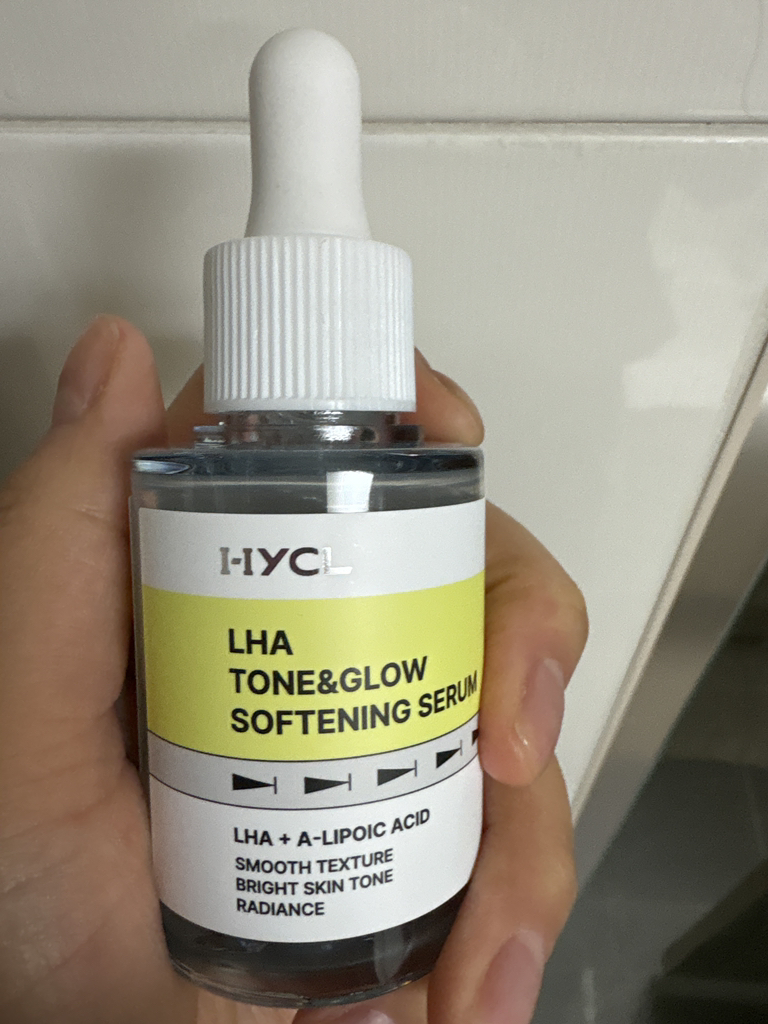 HYCL
LHA
TONE&GLOW
SOFTENING SERUM
LHA + A-LIPOIC ACID
SMOOTH TEXTURE
BRIGHT SKIN TONE
RADIANCE